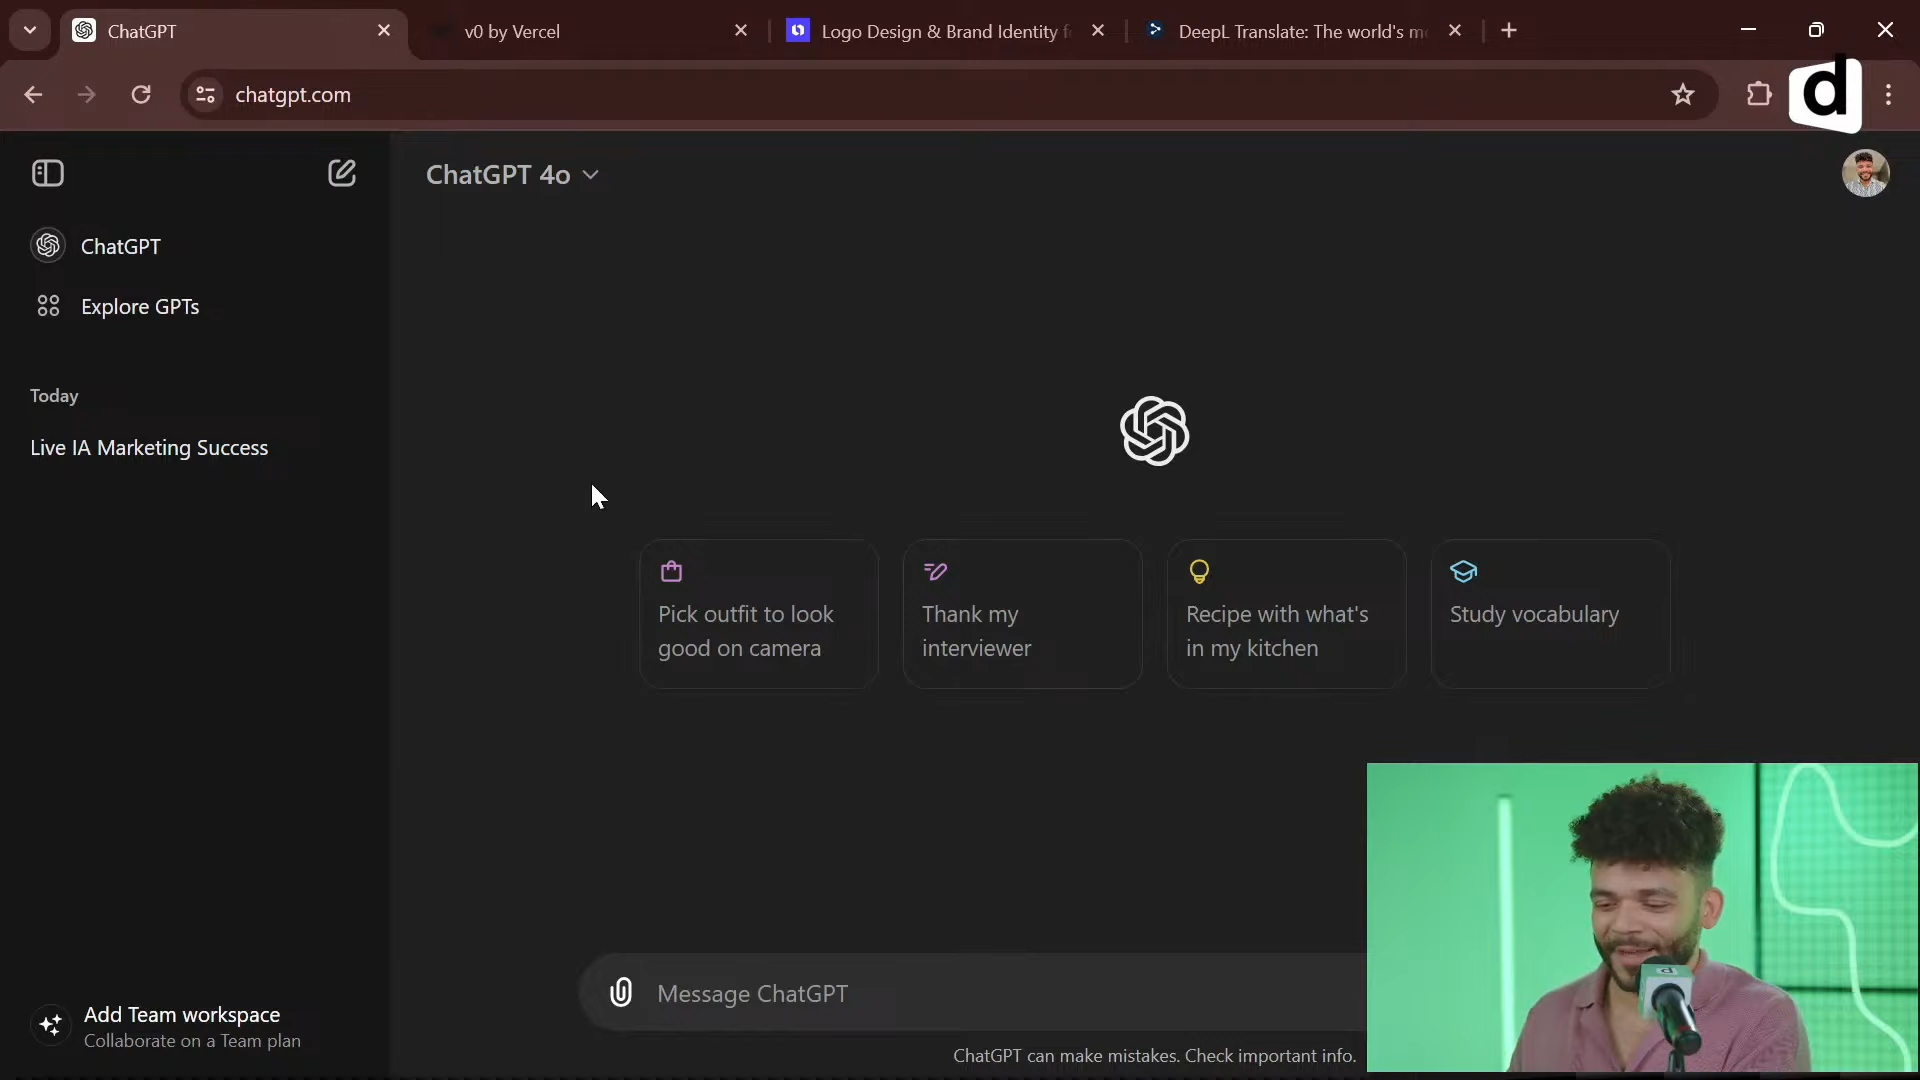 ChatGPT
v0 by Vercel
Logo Design & Brand Identity f
DeepL Translate: The world's m
chatgpt.com
d
ChatGPT 4o
ChatGPT
Explore GPTs
Today
Live IA Marketing Success
Pick outfit to look
good on camera
Thank my
interviewer
Recipe with what's
in my kitchen
Study vocabulary
Message ChatGPT
Add Team workspace
Collaborate on a Team plan
ChatGPT can make mistakes. Check important info.
d